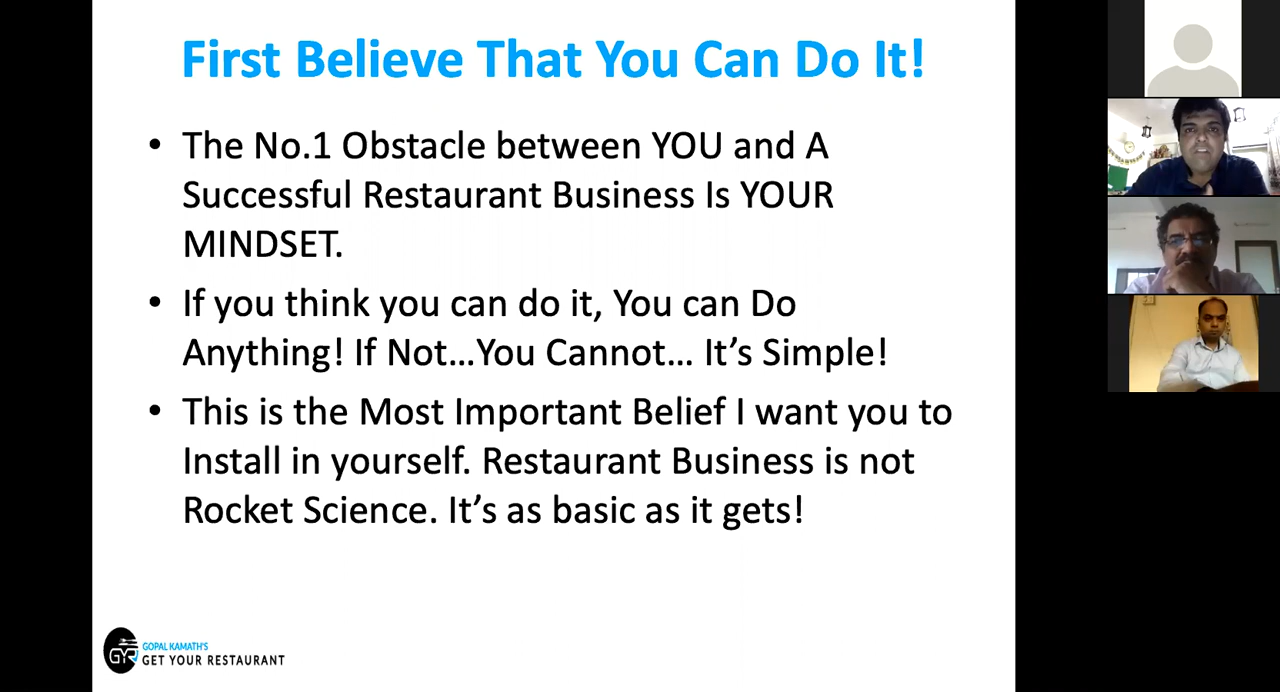 First Believe That You Can Do It!
• The No.1 Obstacle between YOU and A
Successful Restaurant Business Is YOUR
MINDSET.
• If you think you can do it, You can Do
Anything! If Not...You Cannot... It's Simple!
• This is the Most Important Belief I want you to
Install in yourself. Restaurant Business is not
Rocket Science. It's as basic as it gets!
GYR
GOPAL KAMATH'S
GET YOUR RESTAURANT